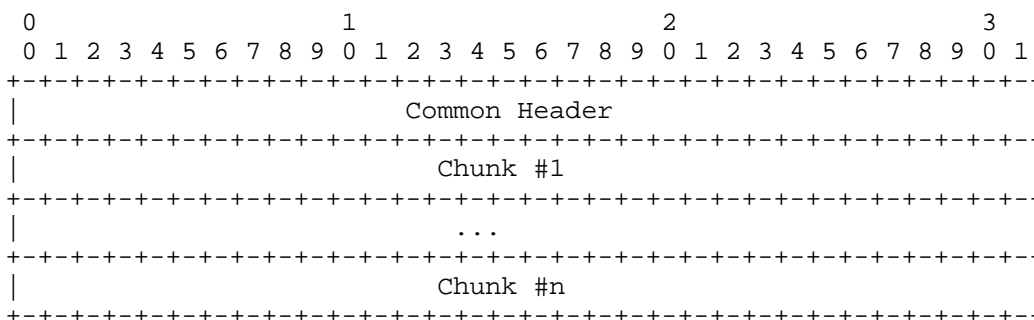 0                   1                   2                   3
 0 1 2 3 4 5 6 7 8 9 0 1 2 3 4 5 6 7 8 9 0 1 2 3 4 5 6 7 8 9 0 1
+-+-+-+-+-+-+-+-+-+-+-+-+-+-+-+-+-+-+-+-+-+-+-+-+-+-+-+-+-+-+-+-+-
|                        Common Header
+-+-+-+-+-+-+-+-+-+-+-+-+-+-+-+-+-+-+-+-+-+-+-+-+-+-+-+-+-+-+-+-+-
|                          Chunk #1
+-+-+-+-+-+-+-+-+-+-+-+-+-+-+-+-+-+-+-+-+-+-+-+-+-+-+-+-+-+-+-+-+-
|                           ...
+-+-+-+-+-+-+-+-+-+-+-+-+-+-+-+-+-+-+-+-+-+-+-+-+-+-+-+-+-+-+-+-+-
|                          Chunk #n
+-+-+-+-+-+-+-+-+-+-+-+-+-+-+-+-+-+-+-+-+-+-+-+-+-+-+-+-+-+-+-+-+-